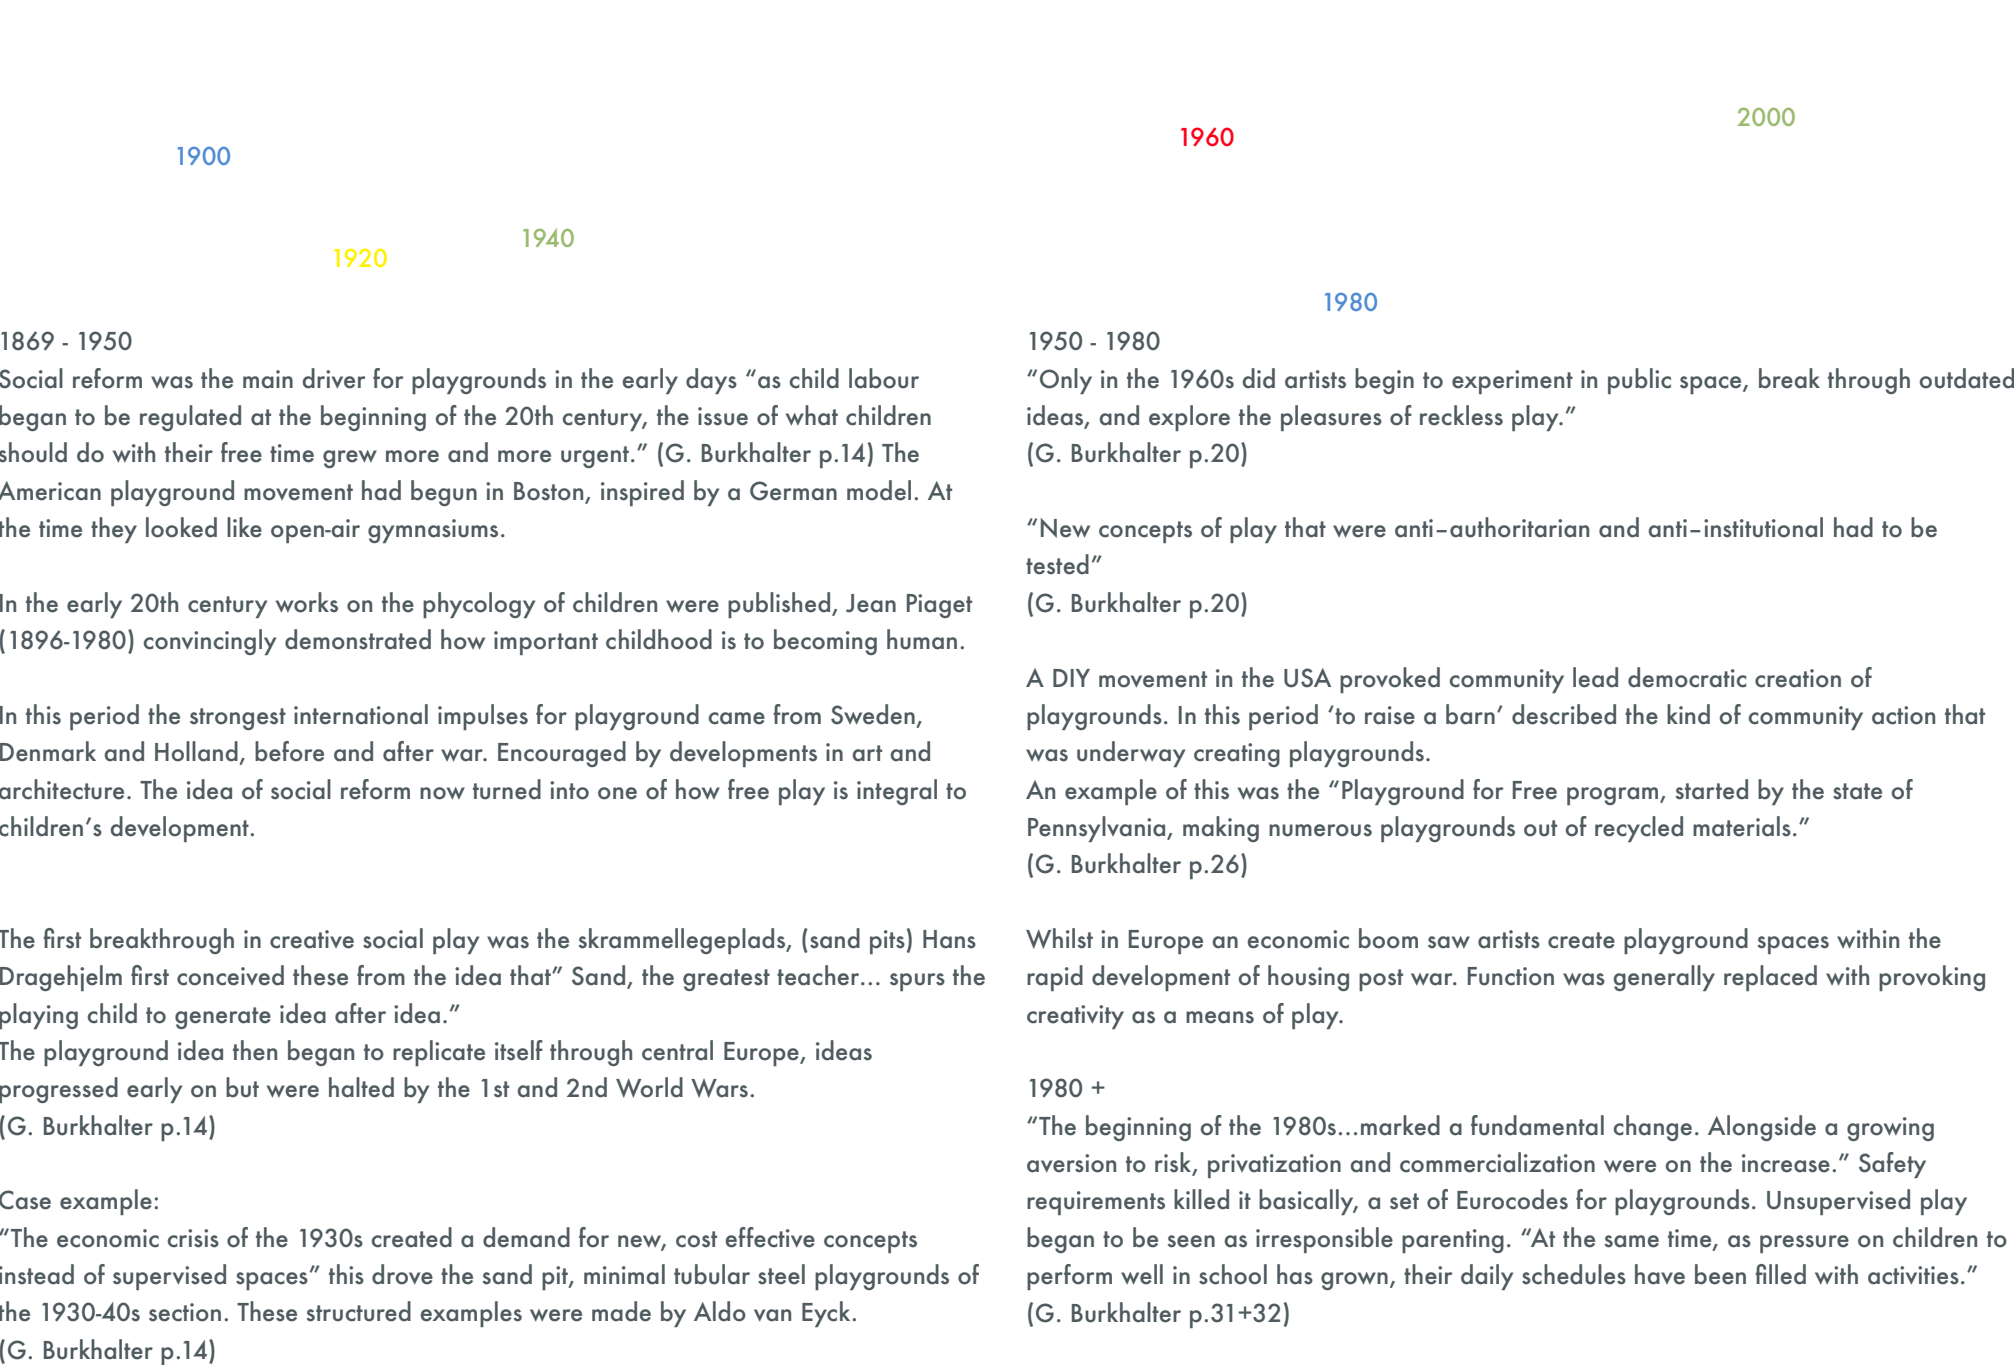 1900
1920
1940
1960
1980
2000
1869 - 1950
Social reform was the main driver for playgrounds in the early days “as child labour
began to be regulated at the beginning of the 20th century, the issue of what children
should do with their free time grew more and more urgent.” (G. Burkhalter p.14) The
American playground movement had begun in Boston, inspired by a German model. At
the time they looked like open-air gymnasiums.
In the early 20th century works on the phycology of children were published, Jean Piaget
(1896-1980) convincingly demonstrated how important childhood is to becoming human.
In this period the strongest international impulses for playground came from Sweden,
Denmark and Holland, before and after war. Encouraged by developments in art and
architecture. The idea of social reform now turned into one of how free play is integral to
children’s development.
The first breakthrough in creative social play was the skrammellegeplads, (sand pits) Hans
Dragehjelm first conceived these from the idea that” Sand, the greatest teacher... spurs the
playing child to generate idea after idea.”
The playground idea then began to replicate itself through central Europe, ideas
progressed early on but were halted by the 1st and 2nd World Wars.
(G. Burkhalter p.14)
Case example:
“The economic crisis of the 1930s created a demand for new, cost effective concepts
instead of supervised spaces” this drove the sand pit, minimal tubular steel playgrounds of
the 1930-40s section. These structured examples were made by Aldo van Eyck.
(G. Burkhalter p.14)
1950 - 1980
“Only in the 1960s did artists begin to experiment in public space, break through outdated
ideas, and explore the pleasures of reckless play.”
(G. Burkhalter p.20)
“New concepts of play that were anti–authoritarian and anti–institutional had to be
tested”
(G. Burkhalter p.20)
A DIY movement in the USA provoked community lead democratic creation of
playgrounds. In this period ‘to raise a barn’ described the kind of community action that
was underway creating playgrounds.
An example of this was the “Playground for Free program, started by the state of
Pennsylvania, making numerous playgrounds out of recycled materials.”
(G. Burkhalter p.26)
Whilst in Europe an economic boom saw artists create playground spaces within the
rapid development of housing post war. Function was generally replaced with provoking
creativity as a means of play.
1980 +
“The beginning of the 1980s...marked a fundamental change. Alongside a growing
aversion to risk, privatization and commercialization were on the increase.” Safety
requirements killed it basically, a set of Eurocodes for playgrounds. Unsupervised play
began to be seen as irresponsible parenting. “At the same time, as pressure on children to
perform well in school has grown, their daily schedules have been filled with activities.”
(G. Burkhalter p.31+32)